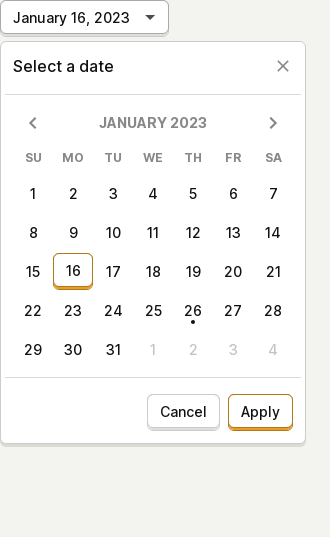 January 16, 2023
Select a date
JANUARY 2023
SU MO TU WE TH FR SA
1 2 3 4 5 6 7
8 9 10 11 12 13 14
15 16 17 18 19 20 21
22 23 24 25 26 27 28
29 30 31 1 2 3 4
Cancel Apply